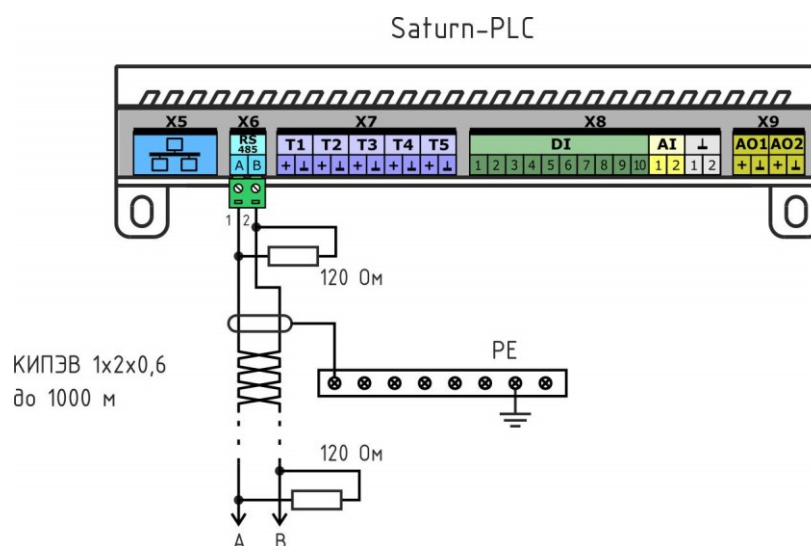 Saturn-PLC
X5 X6 X7 X8 X9
RS
485
T1 T2 T3 T4 T5 DI AI ⊥ AO1 AO2
A B + ⊥ + ⊥ + ⊥ + ⊥ + ⊥ 1 2 3 4 5 6 7 8 9 10 1 2 1 2 + ⊥ + ⊥
1 2
120 Ом
КИПЭВ 1х2х0,6
до 1000 м
PE
120 Ом
A B